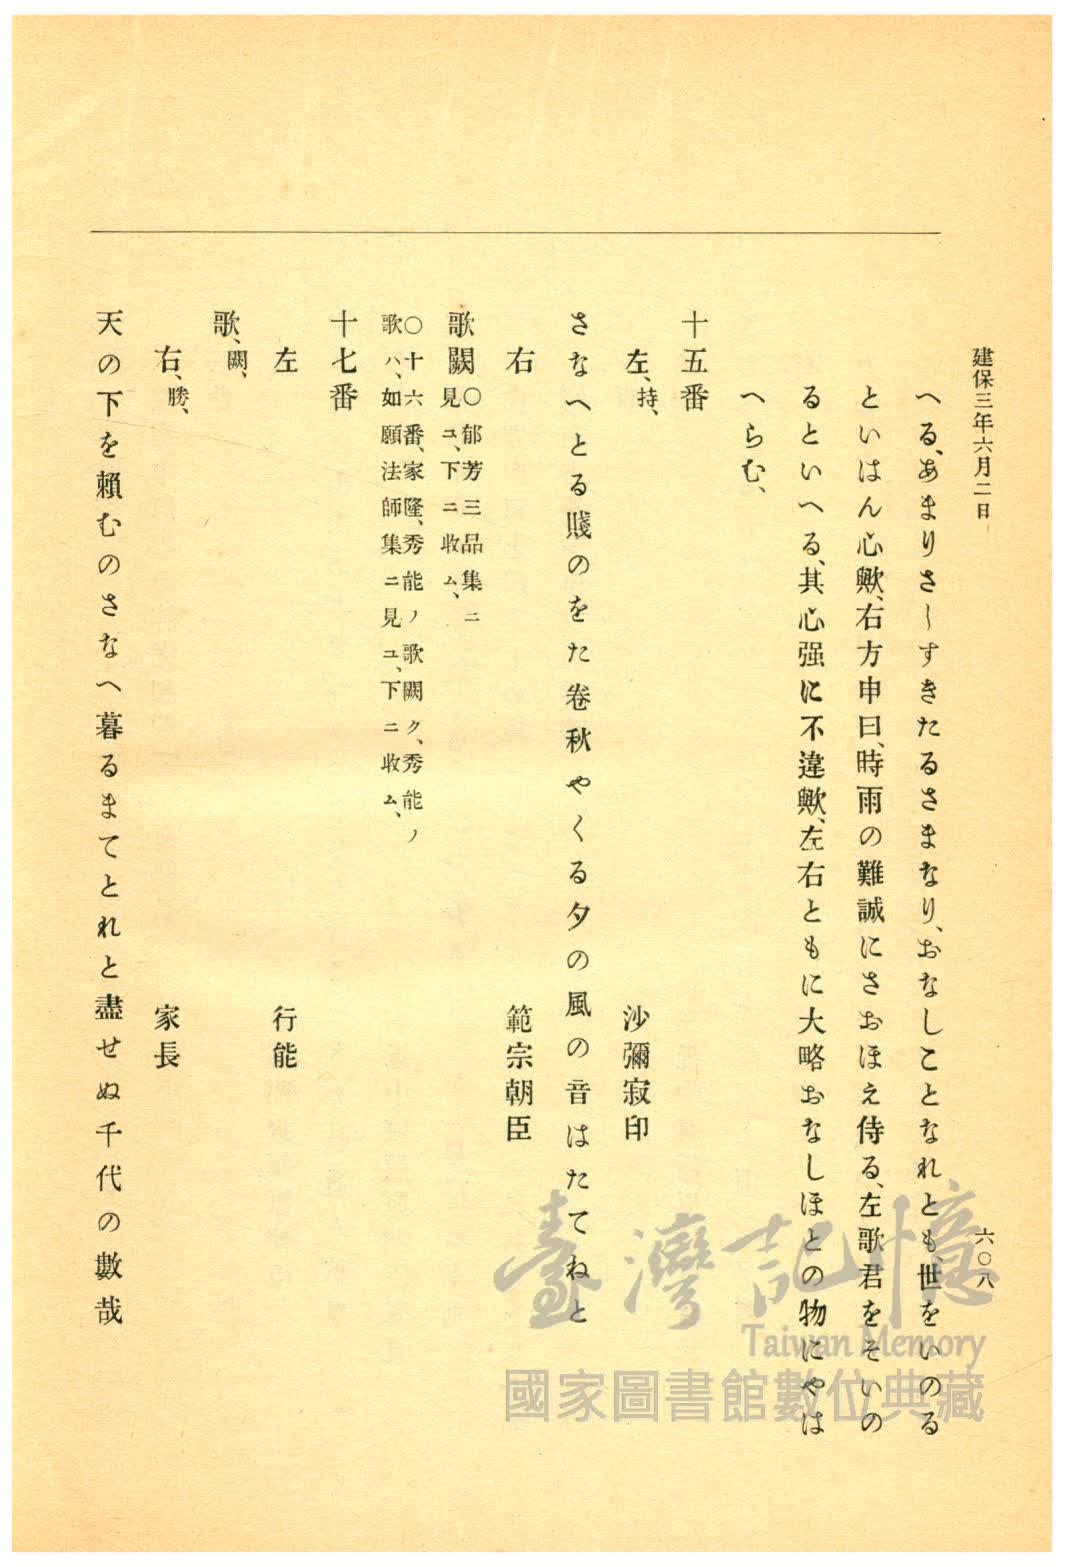 建保三年六月二日
六〇八
へる、あまりさしすきたるさまなり、おなしことなれとも、世をいのる
といはん心歟、右方申曰、時雨の難誠にさおほえ侍る、左歌君をそいの
るといへる、其心强に不違歟、左右ともに大略おなしほとの物にやは
へらむ、
十五番
左、持、 沙彌寂印
さなへとる賤のをた卷秋やくる夕の風の音はたてねと
右 範宗朝臣
歌闕 〇郁芳三品集ニ
見ユ、下ニ收ム、
〇十六番、家隆、秀能ノ歌闕ク、秀能ノ
歌ハ、如願法師集ニ見ユ、下ニ收ム、
十七番
左 行能
歌、闕、
右、勝、 家長
天の下を賴むのさなへ暮るまてとれと盡せぬ千代の數哉
臺灣記憶
Taiwan Memory
國家圖書館數位典藏